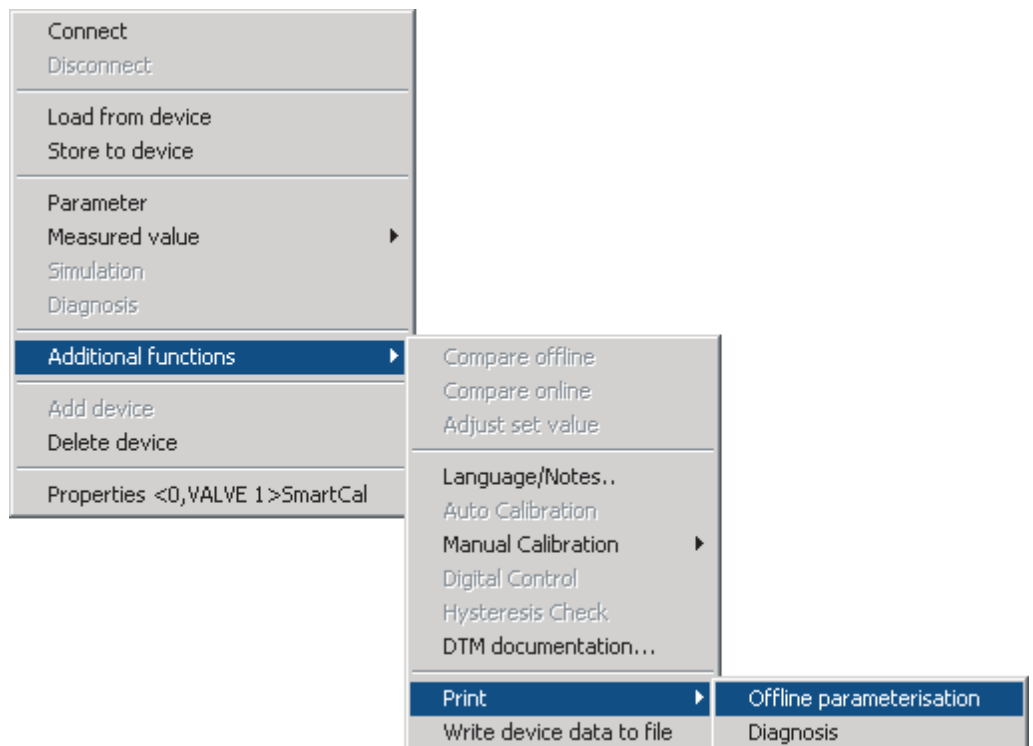 Connect
Disconnect
Load from device
Store to device
Parameter
Measured value
Simulation
Diagnosis
Additional functions
Add device
Delete device
Properties <0,VALVE 1>SmartCal
Compare offline
Compare online
Adjust set value
Language/Notes..
Auto Calibration
Manual Calibration
Digital Control
Hysteresis Check
DTM documentation...
Print
Write device data to file
Offline parameterisation
Diagnosis